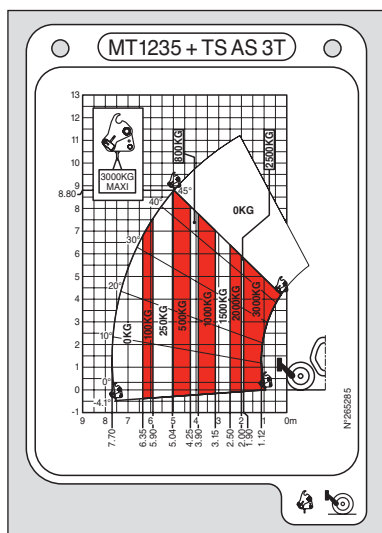 MT1235 + TS AS 3T
13
12
11
10
9
8.80
8
7
6
5
4
3
2
1
0
-1
3000KG
MAXI
800KG
2500KG
45°
40°
30°
20°
10°
0°
-4.1°
0KG
0KG
100KG
250KG
500KG
1000KG
1500KG
2000KG
3000KG
9 8 7 6 5 4 3 2 1 0m
7.70
6.35
5.90
5.04
4.25
3.90
3.15
2.50
2.00
1.90
1.12
N°265285